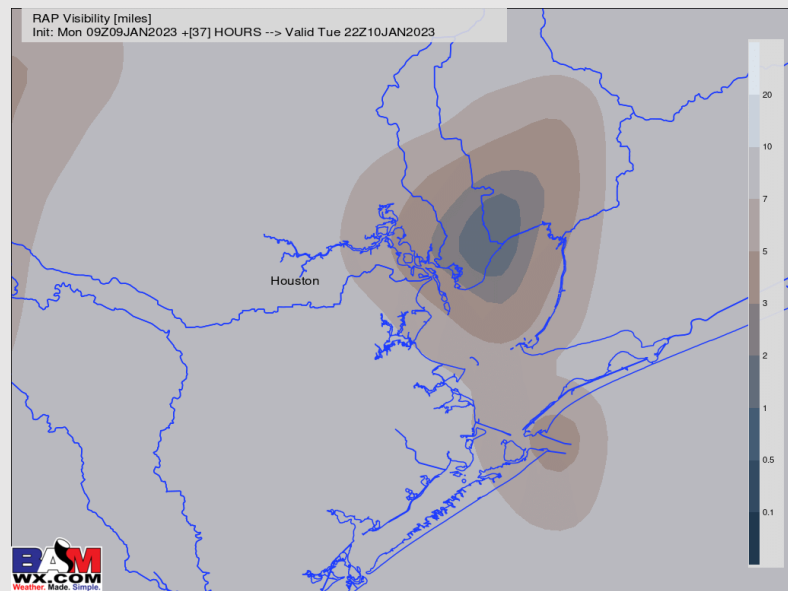 RAP Visibility [miles]
Init: Mon 09Z09JAN2023 +[37] HOURS --> Valid Tue 22Z10JAN2023
20
10
7
5
3
2
1
0.5
0.1
Houston
BAM
WX.COM
Weather. Made. Simple.